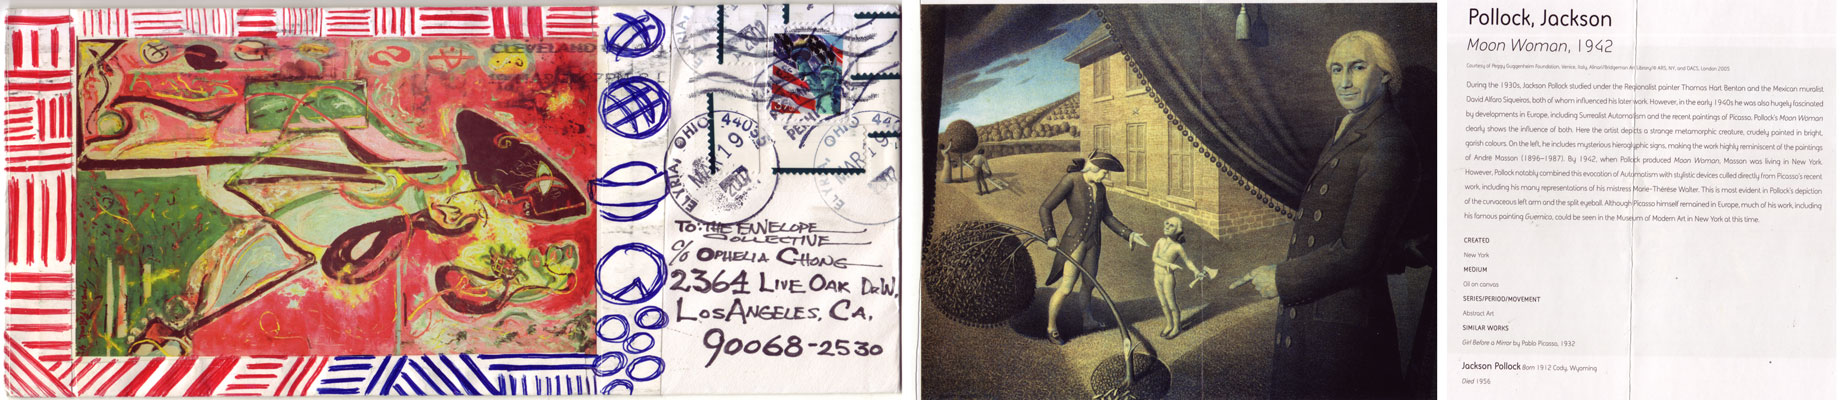 CLEVELAND
ELYRIA OHIO 44035
MAR 19
2007
OHIO 44035
MAR 19
37
TO: THE ENVELOPE
COLLECTIVE
C/O OPHELIA CHONG
2364 LIVE OAK DR W.
LOS ANGELES, CA.
90068-2530
Pollock, Jackson
Moon Woman, 1942
Courtesy of Peggy Guggenheim Foundation, Venice, Italy, Alinari/Bridgeman Art Library/© ARS, NY, and DACS, London 2005
During the 1930s, Jackson Pollock studied under the Regionalist painter Thomas Hart Benton and the Mexican muralist
David Alfaro Siqueiros, both of whom influenced his later work. However, in the early 1940s he was also hugely fascinated
by developments in Europe, including Surrealist Automatism and the recent paintings of Picasso. Pollock's Moon Woman
clearly shows the influence of both. Here the artist depicts a strange metamorphic creature, crudely painted in bright,
garish colours. On the left, he includes mysterious hieroglyphic signs, making the work highly reminiscent of the paintings
of André Masson (1896–1987). By 1942, when Pollock produced Moon Woman, Masson was living in New York.
However, Pollock notably combined this evocation of Automatism with stylistic devices culled directly from Picasso's recent
work, including his many representations of his mistress Marie-Thérèse Walter. This is most evident in Pollock's depiction
of the curvaceous left arm and the split eyeball. Although Picasso himself remained in Europe, much of his work, including
his famous painting Guernica, could be seen in the Museum of Modern Art in New York at this time.
CREATED
New York
MEDIUM
Oil on canvas
SERIES/PERIOD/MOVEMENT
Abstract Art
SIMILAR WORKS
Girl Before a Mirror by Pablo Picasso, 1932
Jackson Pollock Born 1912 Cody, Wyoming
Died 1956